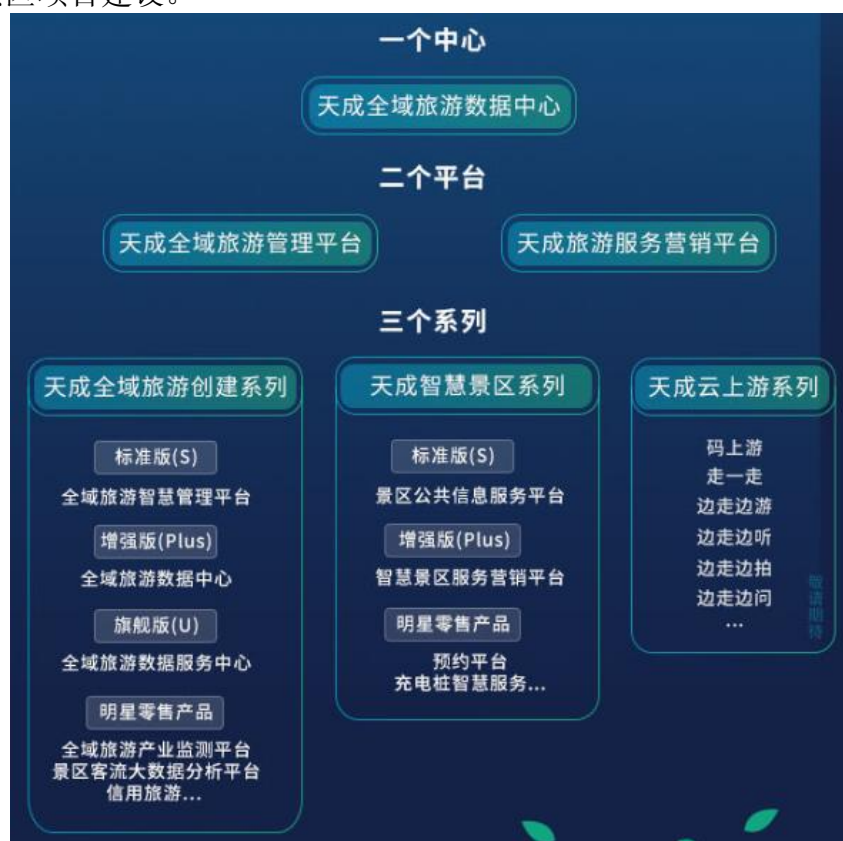 一个中心
天成全域旅游数据中心
二个平台
天成全域旅游管理平台
天成旅游服务营销平台
三个系列
天成全域旅游创建系列
标准版(S)
全域旅游智慧管理平台
增强版(Plus)
全域旅游数据中心
旗舰版(U)
全域旅游数据服务中心
明星零售产品
全域旅游产业监测平台
景区客流大数据分析平台
信用旅游...
天成智慧景区系列
标准版(S)
景区公共信息服务平台
增强版(Plus)
智慧景区服务营销平台
明星零售产品
预约平台
充电桩智慧服务...
天成云上游系列
码上游
走一走
边走边游
边走边听
边走边拍
边走边问
...
敬请期待